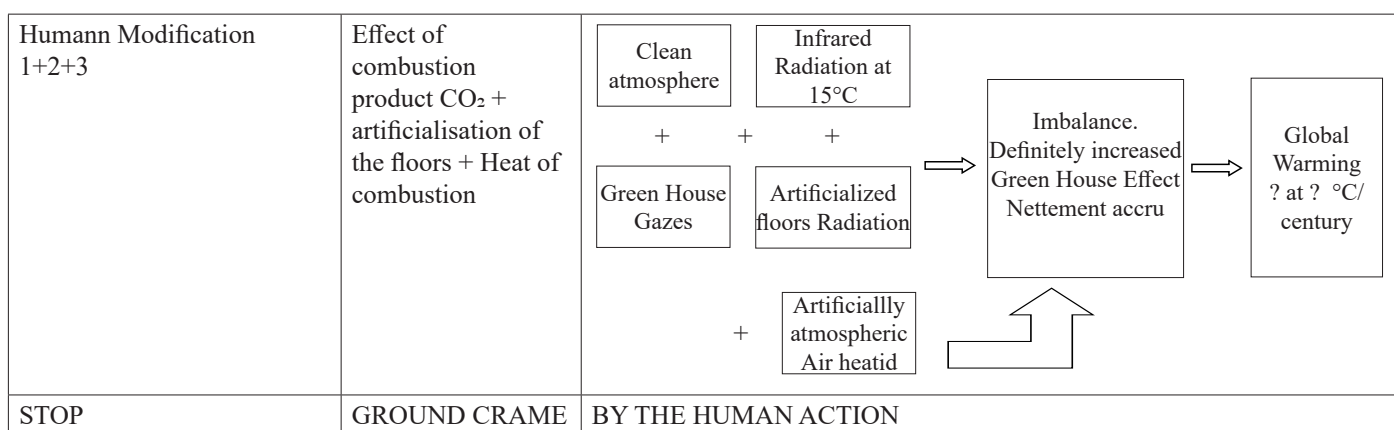 Humann Modification
1+2+3
Effect of
combustion
product CO₂ +
artificialisation of
the floors + Heat of
combustion
Clean
atmosphere
Infrared
Radiation at
15°C
+ + +
Green House
Gazes
Artificialized
floors Radiation
+
Artificiallly
atmospheric
Air heatid
Imbalance.
Definitely increased
Green House Effect
Nettement accru
Global
Warming
? at ? °C/
century
STOP
GROUND CRAME
BY THE HUMAN ACTION